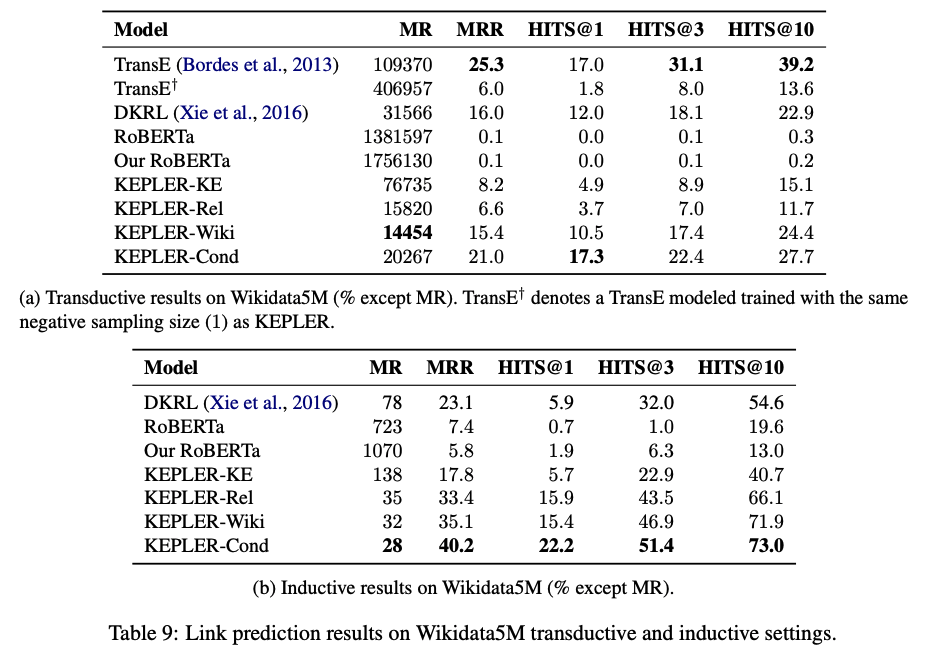 Model MR MRR HITS@1 HITS@3 HITS@10
TransE (Bordes et al., 2013) 109370 25.3 17.0 31.1 39.2
TransE† 406957 6.0 1.8 8.0 13.6
DKRL (Xie et al., 2016) 31566 16.0 12.0 18.1 22.9
RoBERTa 1381597 0.1 0.0 0.1 0.3
Our RoBERTa 1756130 0.1 0.0 0.1 0.2
KEPLER-KE 76735 8.2 4.9 8.9 15.1
KEPLER-Rel 15820 6.6 3.7 7.0 11.7
KEPLER-Wiki 14454 15.4 10.5 17.4 24.4
KEPLER-Cond 20267 21.0 17.3 22.4 27.7
(a) Transductive results on Wikidata5M (% except MR). TransE† denotes a TransE modeled trained with the same
negative sampling size (1) as KEPLER.
Model MR MRR HITS@1 HITS@3 HITS@10
DKRL (Xie et al., 2016) 78 23.1 5.9 32.0 54.6
RoBERTa 723 7.4 0.7 1.0 19.6
Our RoBERTa 1070 5.8 1.9 6.3 13.0
KEPLER-KE 138 17.8 5.7 22.9 40.7
KEPLER-Rel 35 33.4 15.9 43.5 66.1
KEPLER-Wiki 32 35.1 15.4 46.9 71.9
KEPLER-Cond 28 40.2 22.2 51.4 73.0
(b) Inductive results on Wikidata5M (% except MR).
Table 9: Link prediction results on Wikidata5M transductive and inductive settings.